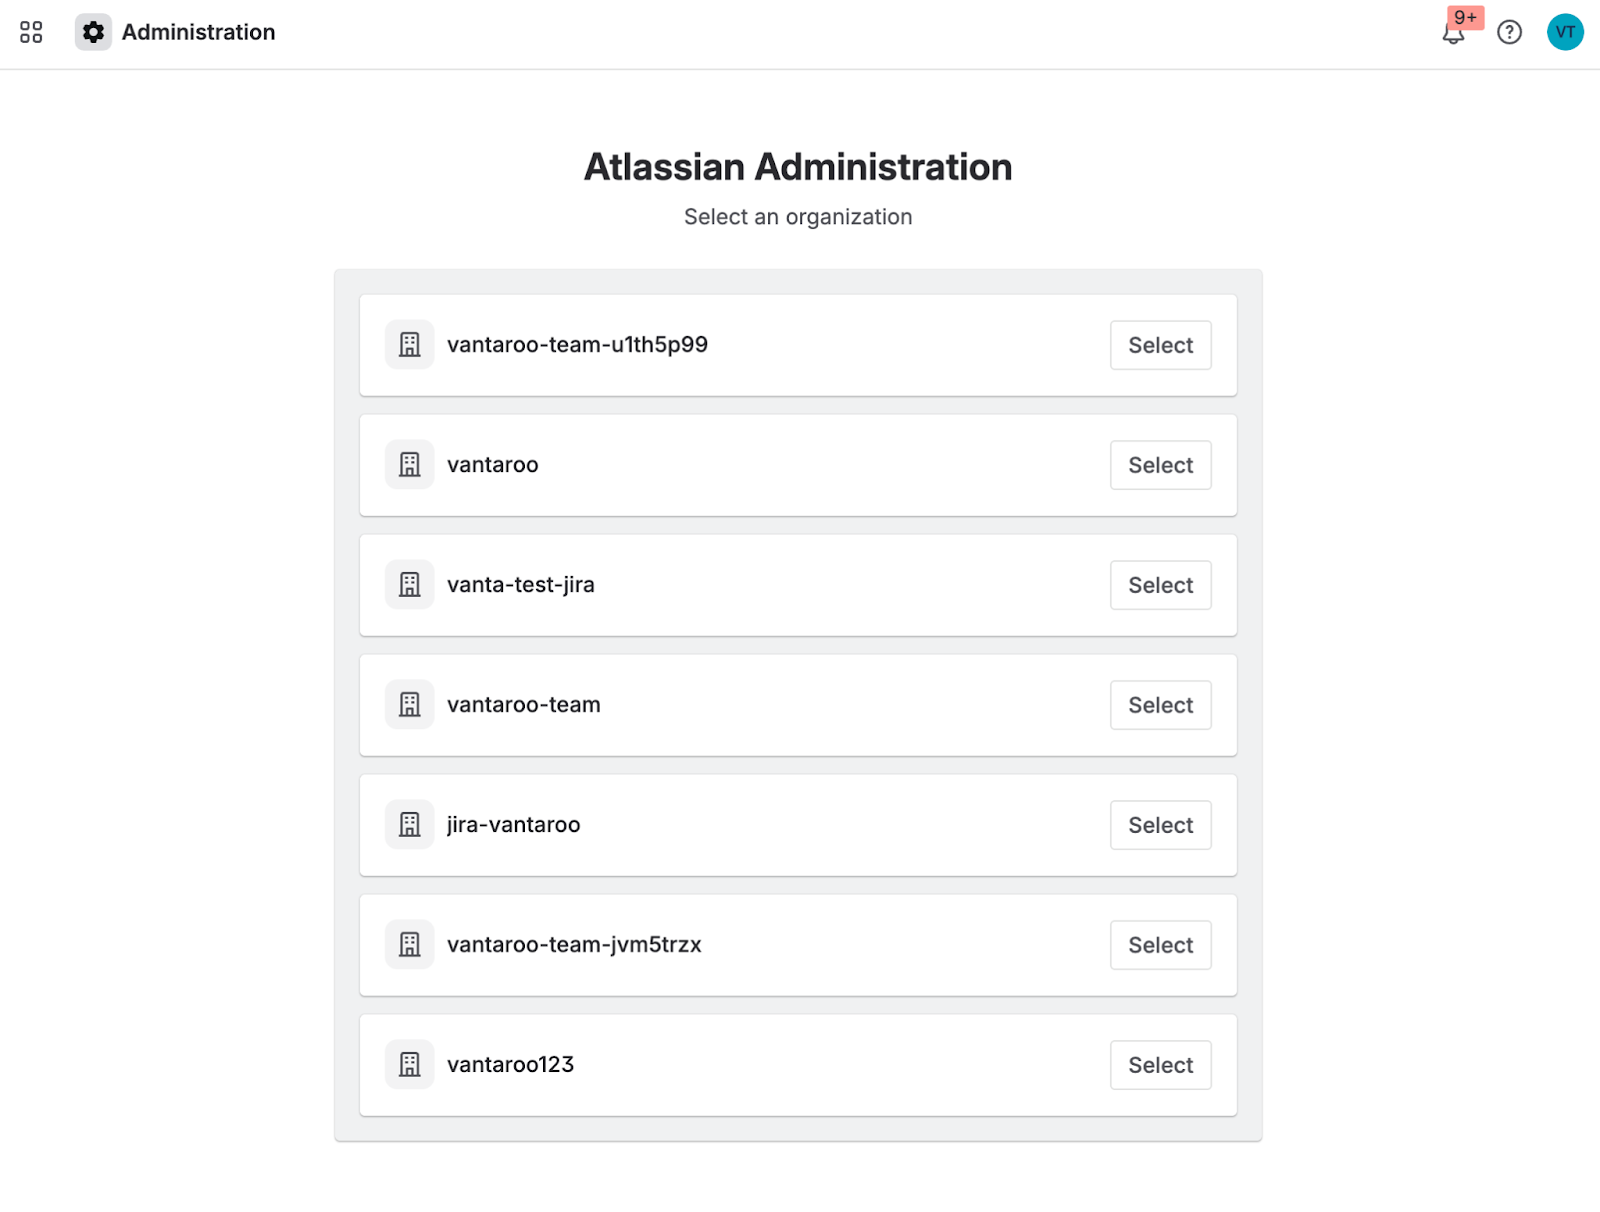 Administration
9+
?
VT
Atlassian Administration
Select an organization
vantaroo-team-u1th5p99 Select
vantaroo Select
vanta-test-jira Select
vantaroo-team Select
jira-vantaroo Select
vantaroo-team-jvm5trzx Select
vantaroo123 Select